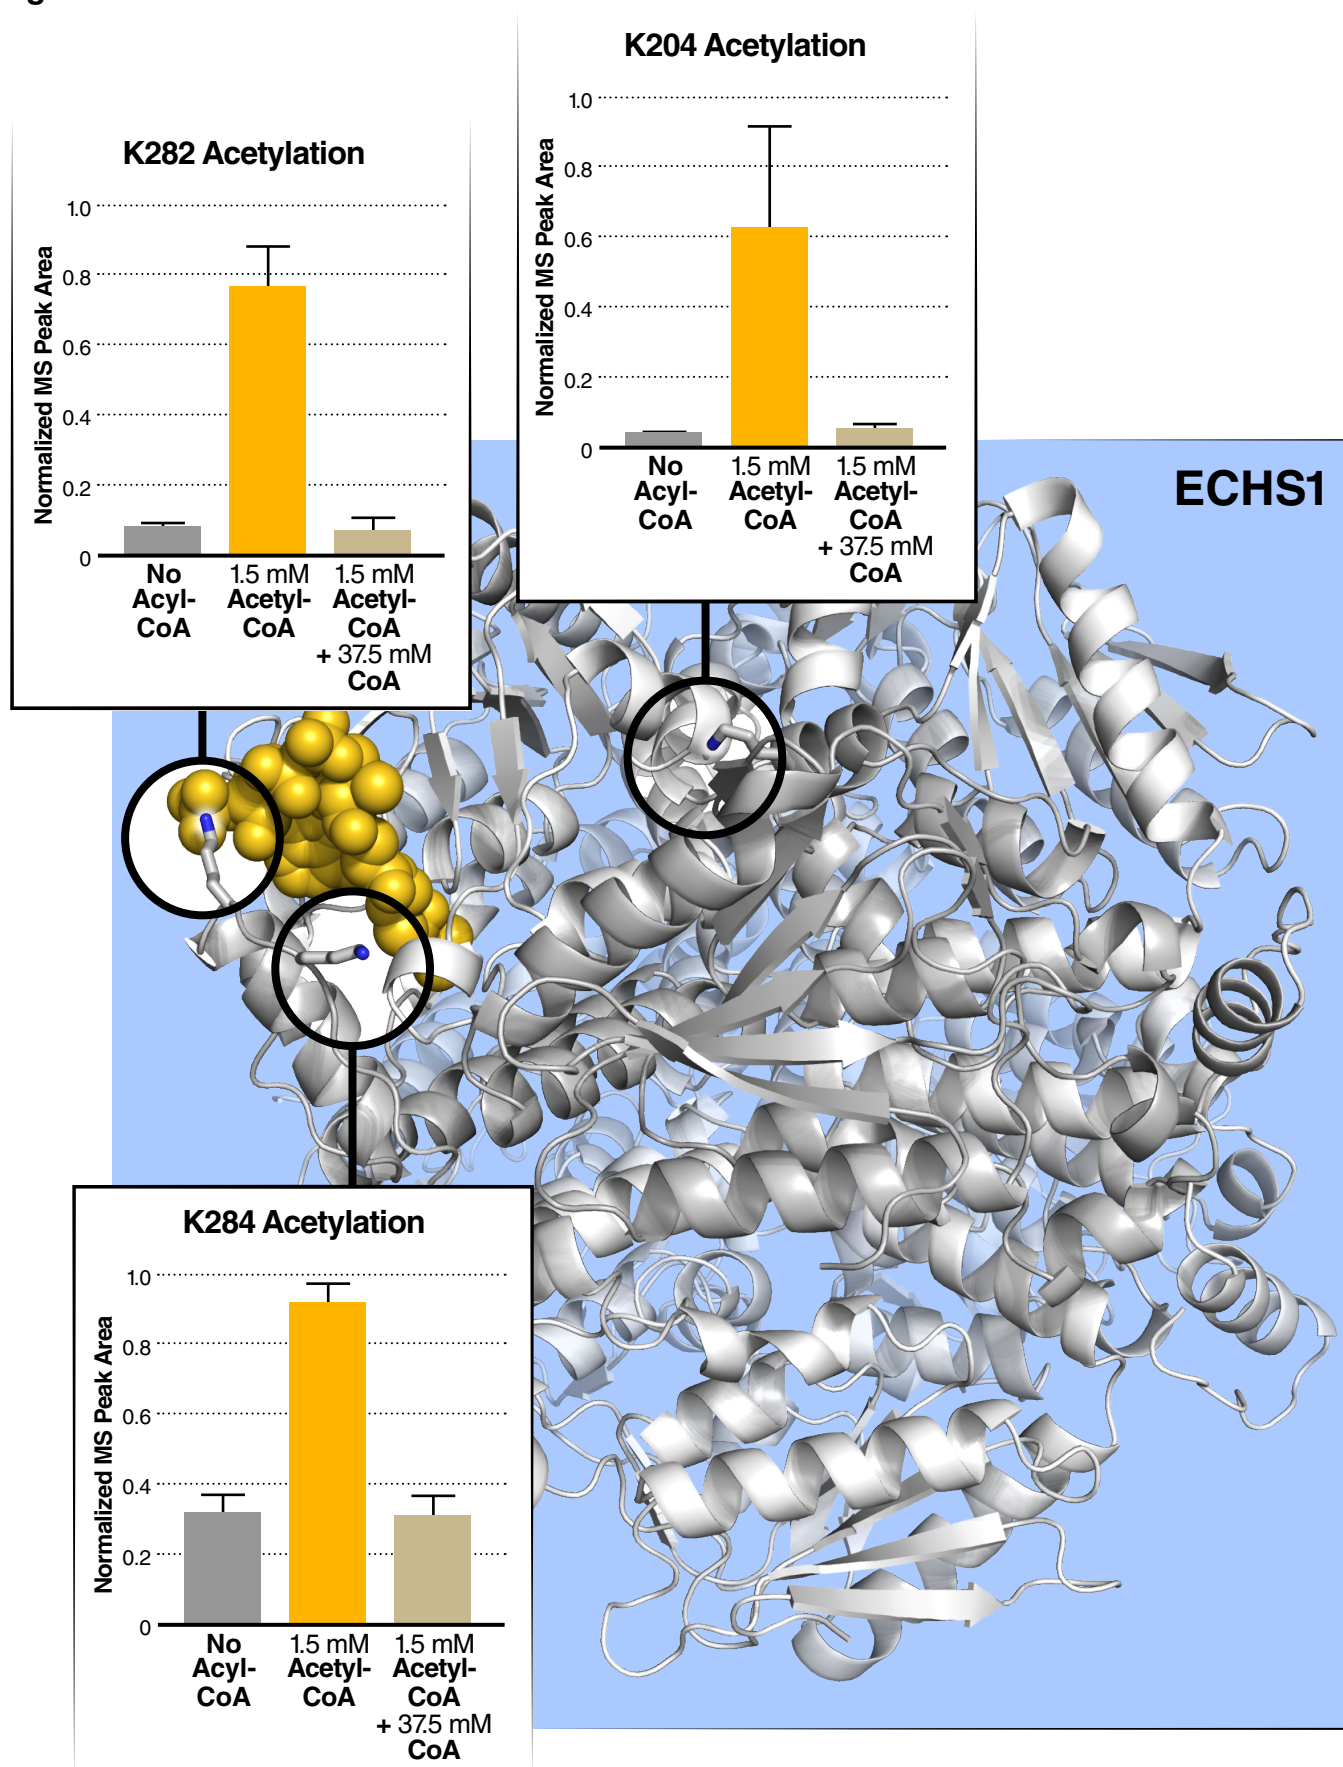 K204 Acetylation
Normalized MS Peak Area
1.0
0.8
0.6
0.4
0.2
0
No
Acyl-
CoA
1.5 mM
Acetyl-
CoA
1.5 mM
Acetyl-
CoA
+ 37.5 mM
CoA
K282 Acetylation
Normalized MS Peak Area
1.0
0.8
0.6
0.4
0.2
0
No
Acyl-
CoA
1.5 mM
Acetyl-
CoA
1.5 mM
Acetyl-
CoA
+ 37.5 mM
CoA
ECHS1
K284 Acetylation
Normalized MS Peak Area
1.0
0.8
0.6
0.4
0.2
0
No
Acyl-
CoA
1.5 mM
Acetyl-
CoA
1.5 mM
Acetyl-
CoA
+ 37.5 mM
CoA